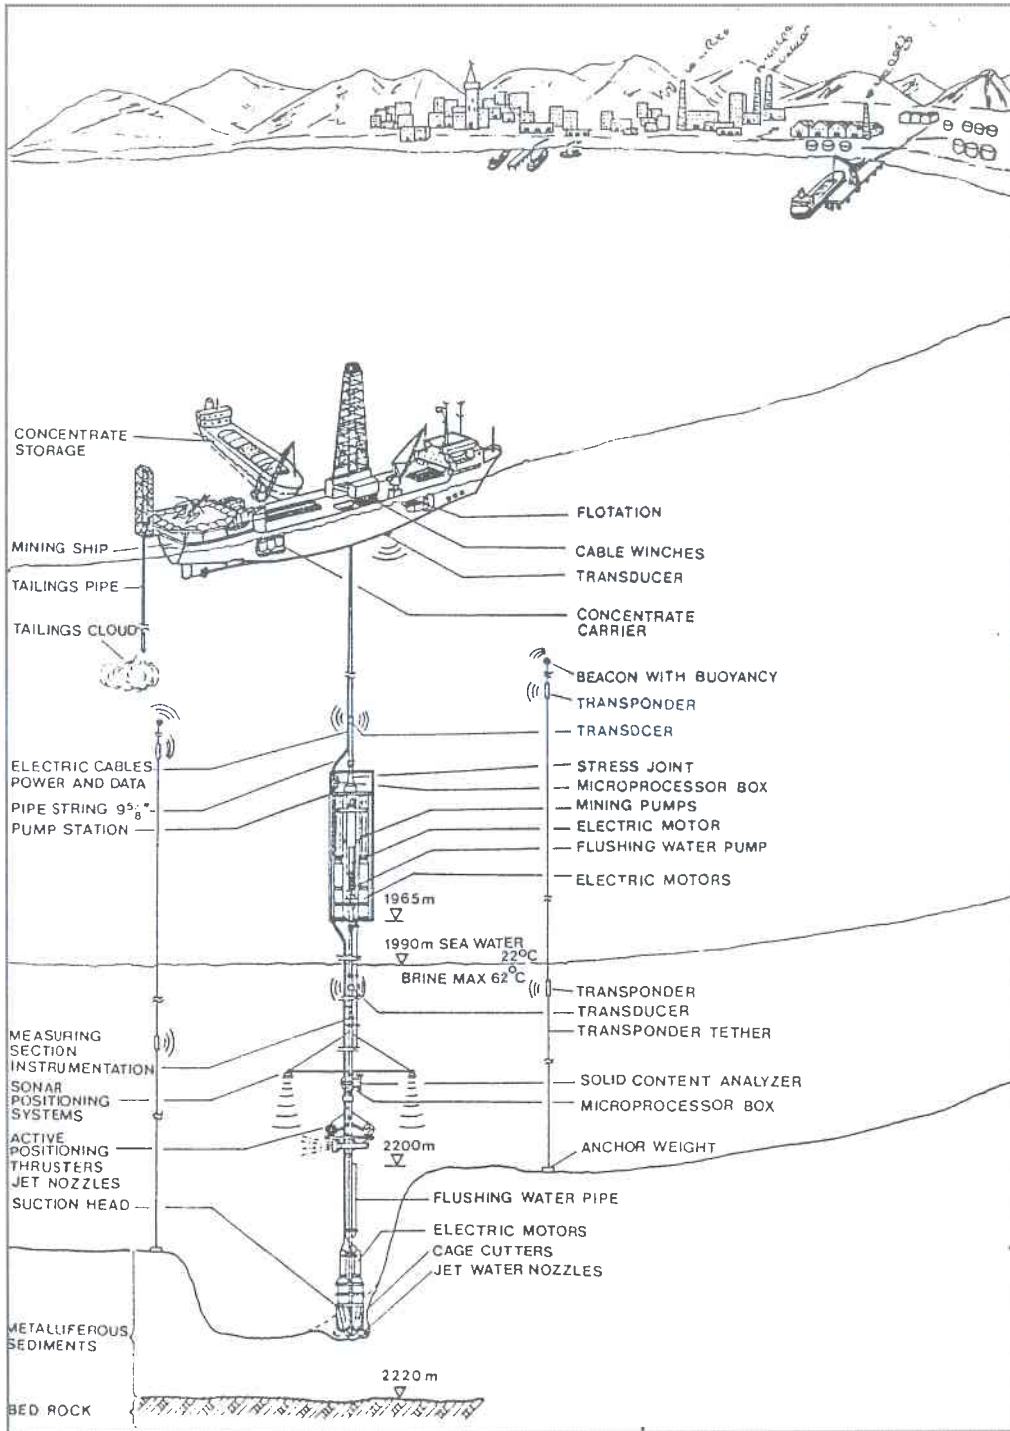 CONCENTRATE
STORAGE
MINING SHIP
TAILINGS PIPE
TAILINGS CLOUD
ELECTRIC CABLES
POWER AND DATA
PIPE STRING 9 5/8"
PUMP STATION
MEASURING
SECTION
INSTRUMENTATION
SONAR
POSITIONING
SYSTEMS
ACTIVE
POSITIONING
THRUSTERS
JET NOZZLES
SUCTION HEAD
METALLIFEROUS
SEDIMENTS
BED ROCK
FLOTATION
CABLE WINCHES
TRANSDUCER
CONCENTRATE
CARRIER
BEACON WITH BUOYANCY
TRANSPONDER
TRANSDCER
STRESS JOINT
MICROPROCESSOR BOX
MINING PUMPS
ELECTRIC MOTOR
FLUSHING WATER PUMP
ELECTRIC MOTORS
1965m
1990m SEA WATER
22°C
BRINE MAX 62°C
TRANSPONDER
TRANSDUCER
TRANSPONDER TETHER
SOLID CONTENT ANALYZER
MICROPROCESSOR BOX
2200m
ANCHOR WEIGHT
FLUSHING WATER PIPE
ELECTRIC MOTORS
CAGE CUTTERS
JET WATER NOZZLES
2220m